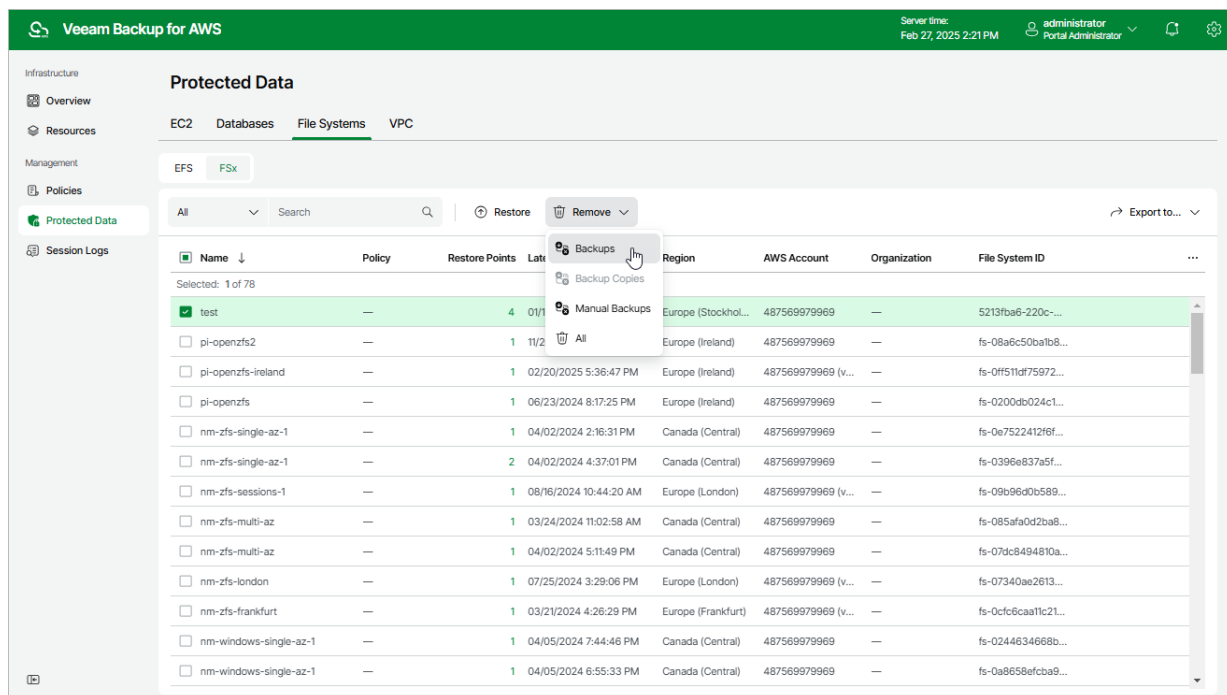 Veeam Backup for AWS
Server time:
Feb 27, 2025 2:21 PM
administrator
Portal Administrator
Infrastructure
Overview
Resources
Management
Policies
Protected Data
Session Logs
Protected Data
EC2 Databases File Systems VPC
EFS FSx
All Search Restore Remove Export to...
Backups
Backup Copies
Manual Backups
All
Name Policy Restore Points Late Region AWS Account Organization File System ID ...
Selected: 1 of 78
test — 4 01/1 Europe (Stockhol... 487569979969 — 5213fba6-220c-...
pi-openzfs2 — 1 11/2 Europe (Ireland) 487569979969 — fs-08a6c50ba1b8...
pi-openzfs-ireland — 1 02/20/2025 5:36:47 PM Europe (Ireland) 487569979969 (v... — fs-0ff511df75972...
pi-openzfs — 1 06/23/2024 8:17:25 PM Europe (Ireland) 487569979969 — fs-0200db024c1...
nm-zfs-single-az-1 — 1 04/02/2024 2:16:31 PM Canada (Central) 487569979969 — fs-0e7522412f6f...
nm-zfs-single-az-1 — 2 04/02/2024 4:37:01 PM Canada (Central) 487569979969 — fs-0396e837a5f...
nm-zfs-sessions-1 — 1 08/16/2024 10:44:20 AM Europe (London) 487569979969 (v... — fs-09b96d0b589...
nm-zfs-multi-az — 1 03/24/2024 11:02:58 AM Canada (Central) 487569979969 — fs-085afa0d2ba8...
nm-zfs-multi-az — 1 04/02/2024 5:11:49 PM Canada (Central) 487569979969 — fs-07dc8494810a...
nm-zfs-london — 1 07/25/2024 3:29:06 PM Europe (London) 487569979969 (v... — fs-07340ae2613...
nm-zfs-frankfurt — 1 03/21/2024 4:26:29 PM Europe (Frankfurt) 487569979969 (v... — fs-0cfc6caa11c21...
nm-windows-single-az-1 — 1 04/05/2024 7:44:46 PM Canada (Central) 487569979969 — fs-0244634668b...
nm-windows-single-az-1 — 1 04/05/2024 6:55:33 PM Canada (Central) 487569979969 — fs-0a8658efcba9...